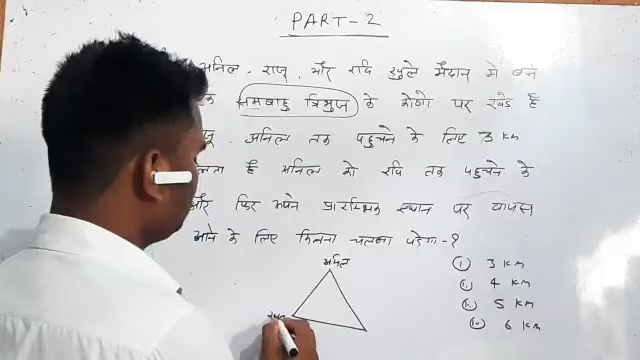 PART-2
अनिल, राजू, और रवि खुले मैदान में बने
समबाहु त्रिभुज के कोणो पर खड़े हैं
अनिल तक पहुचने के लिए 3 KM
है अनिल को रवि तक पहुचने के
और फिर अपने प्रारम्भिक स्थान पर वापस
आने के लिए कितना चलना पड़ेगा-?
अनिल
(i) 3 KM
(ii) 4 KM
(iii) 5 KM
(iv) 6 KM